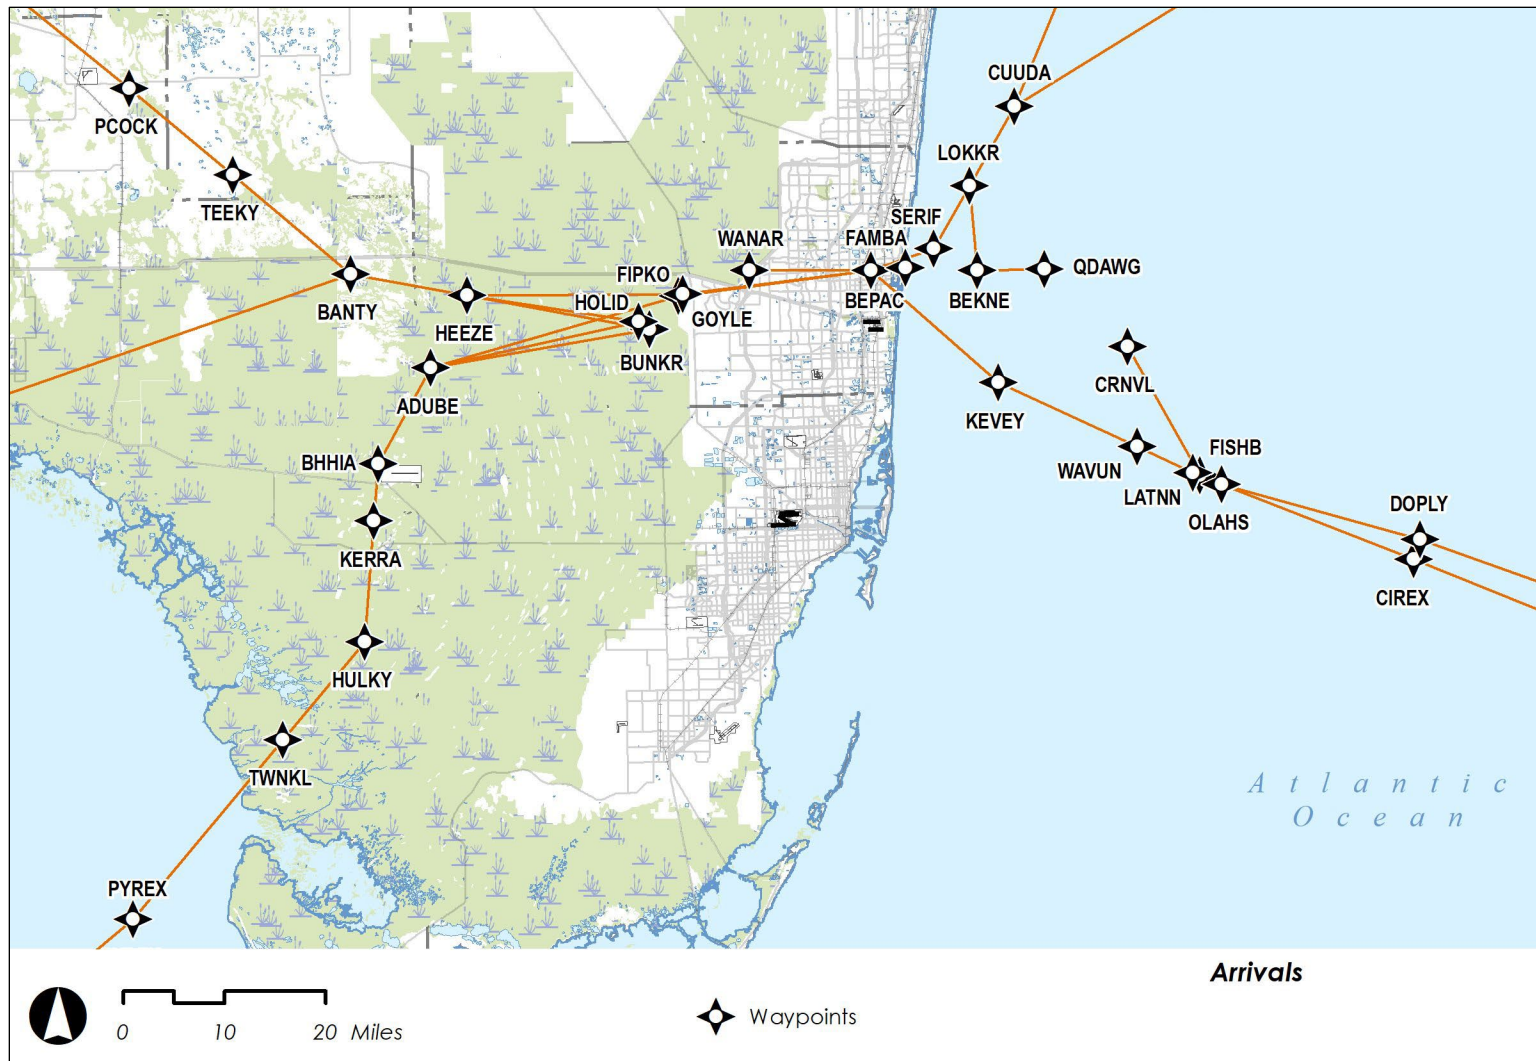 CUUDA
PCOCK
LOKKR
TEEKY
SERIF
WANAR
FAMBA
FIPKO
QDAWG
HOLID
BEPAC
BEKNE
BANTY
HEEZE
GOYLE
BUNKR
CRNVL
ADUBE
KEVEY
FISHB
BHHIA
WAVUN
LATNN
DOPLY
OLAHS
KERRA
CIREX
HULKY
TWNKL
Atlantic
Ocean
PYREX
Arrivals
Waypoints
0 10 20 Miles